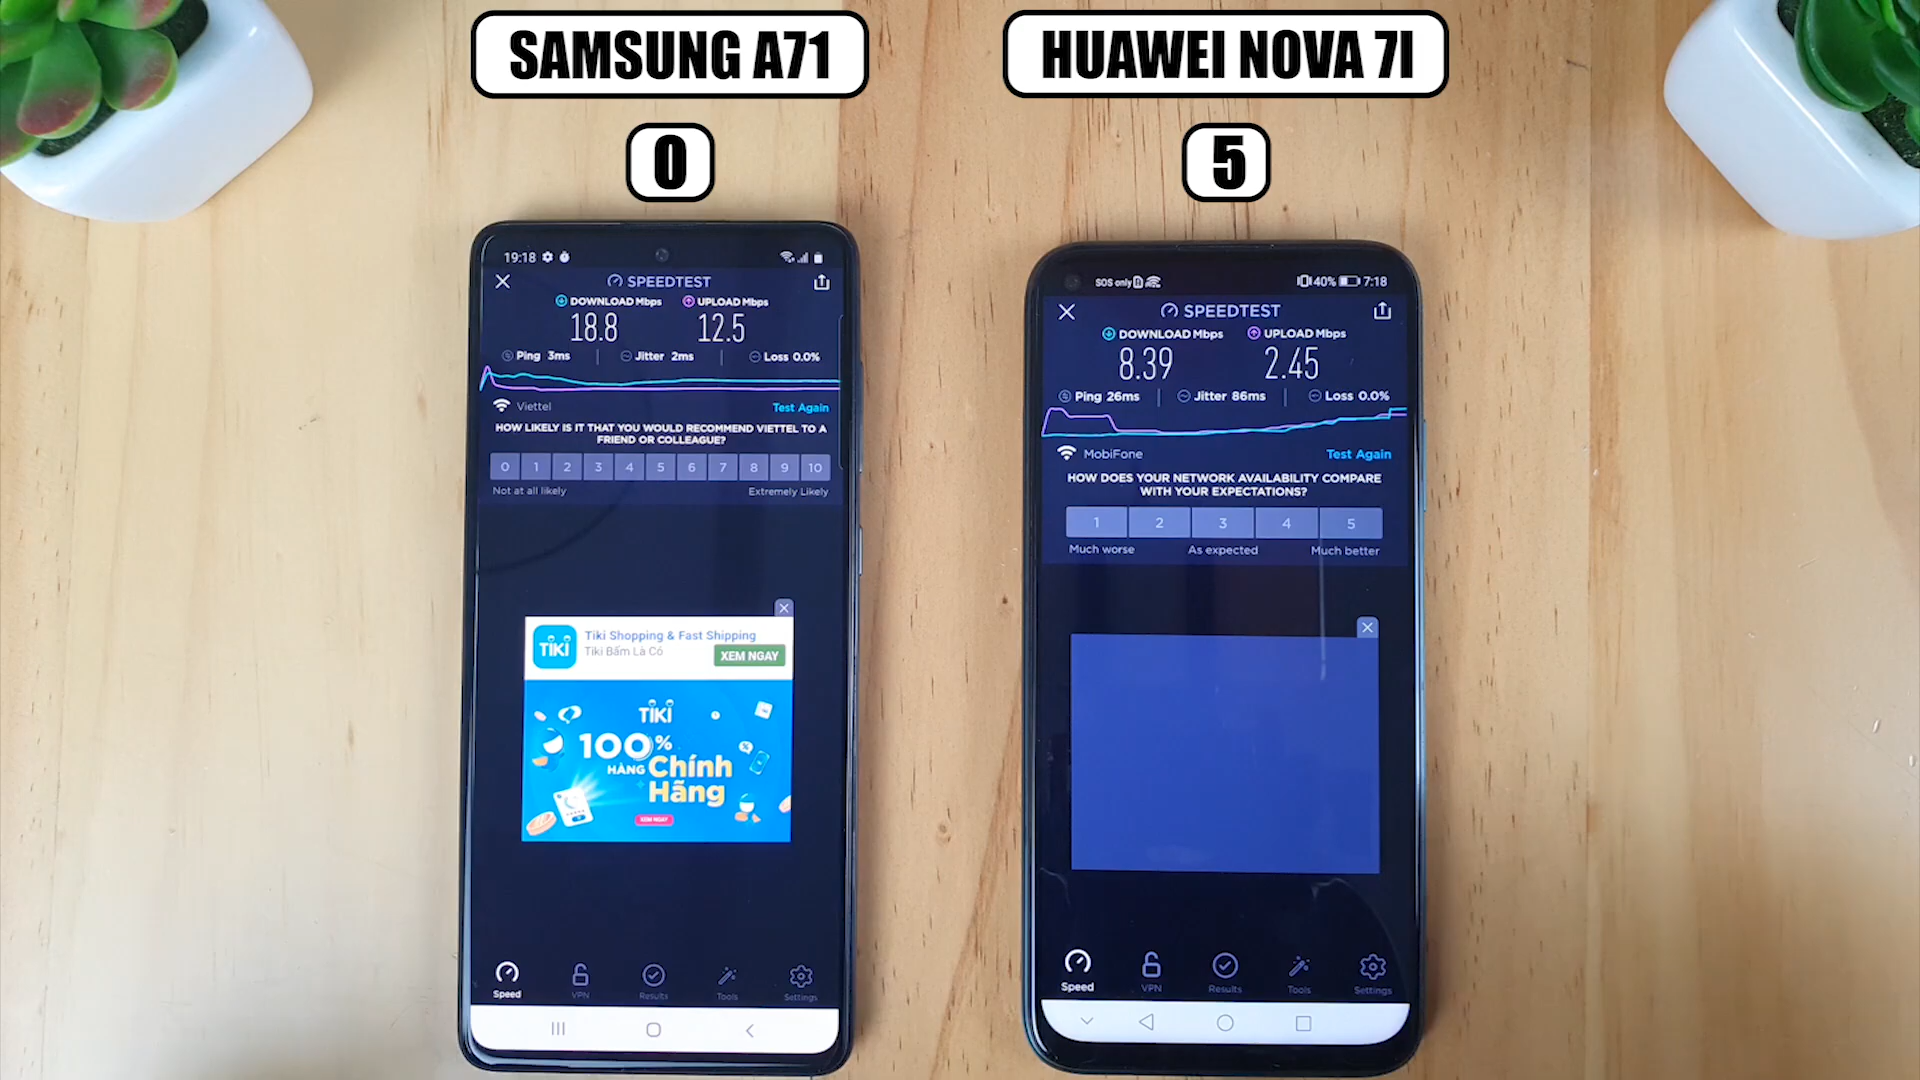 SAMSUNG A71
0
19:18
SPEEDTEST
DOWNLOAD Mbps UPLOAD Mbps
18.8 12.5
Ping 3ms Jitter 2ms Loss 0.0%
Viettel Test Again
HOW LIKELY IS IT THAT YOU WOULD RECOMMEND VIETTEL TO A
FRIEND OR COLLEAGUE?
0 1 2 3 4 5 6 7 8 9 10
Not at all likely Extremely Likely
TIKI
Tiki Shopping & Fast Shipping
Tiki Bấm Là Có
XEM NGAY
TIKI
100%
HÀNG Chính
Hãng
XEM NGAY
Speed VPN Results Tools Settings
HUAWEI NOVA 7I
5
SOS only 40% 7:18
SPEEDTEST
DOWNLOAD Mbps UPLOAD Mbps
8.39 2.45
Ping 26ms Jitter 86ms Loss 0.0%
MobiFone Test Again
HOW DOES YOUR NETWORK AVAILABILITY COMPARE
WITH YOUR EXPECTATIONS?
1 2 3 4 5
Much worse As expected Much better
Speed VPN Results Tools Settings